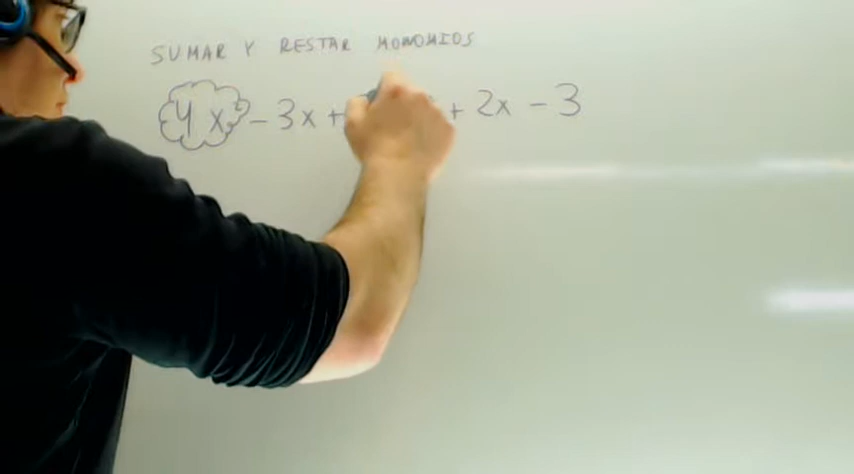 SUMAR Y RESTAR MONOMIOS
4x² - 3x + + 2x - 3